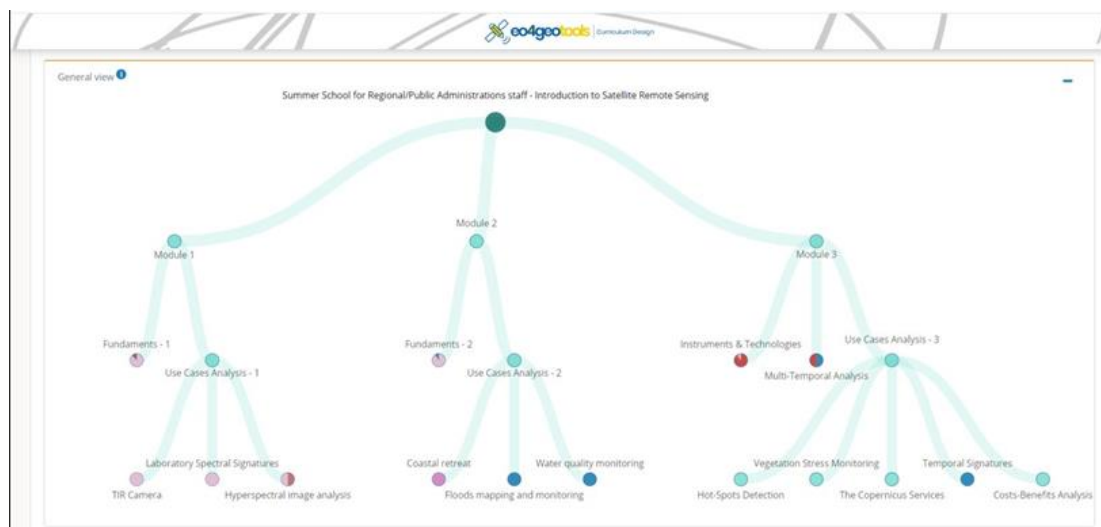 eo4geotools Curriculum Design
General view
Summer School for Regional/Public Administrations staff - Introduction to Satellite Remote Sensing
Module 2
Module 1
Module 3
Fundaments - 1
Use Cases Analysis - 1
Fundaments - 2
Use Cases Analysis - 2
Instruments & Technologies
Multi-Temporal Analysis
Use Cases Analysis - 3
Laboratory Spectral Signatures
TIR Camera
Hyperspectral image analysis
Coastal retreat
Water quality monitoring
Floods mapping and monitoring
Vegetation Stress Monitoring
Temporal Signatures
Hot-Spots Detection
The Copernicus Services
Costs-Benefits Analysis